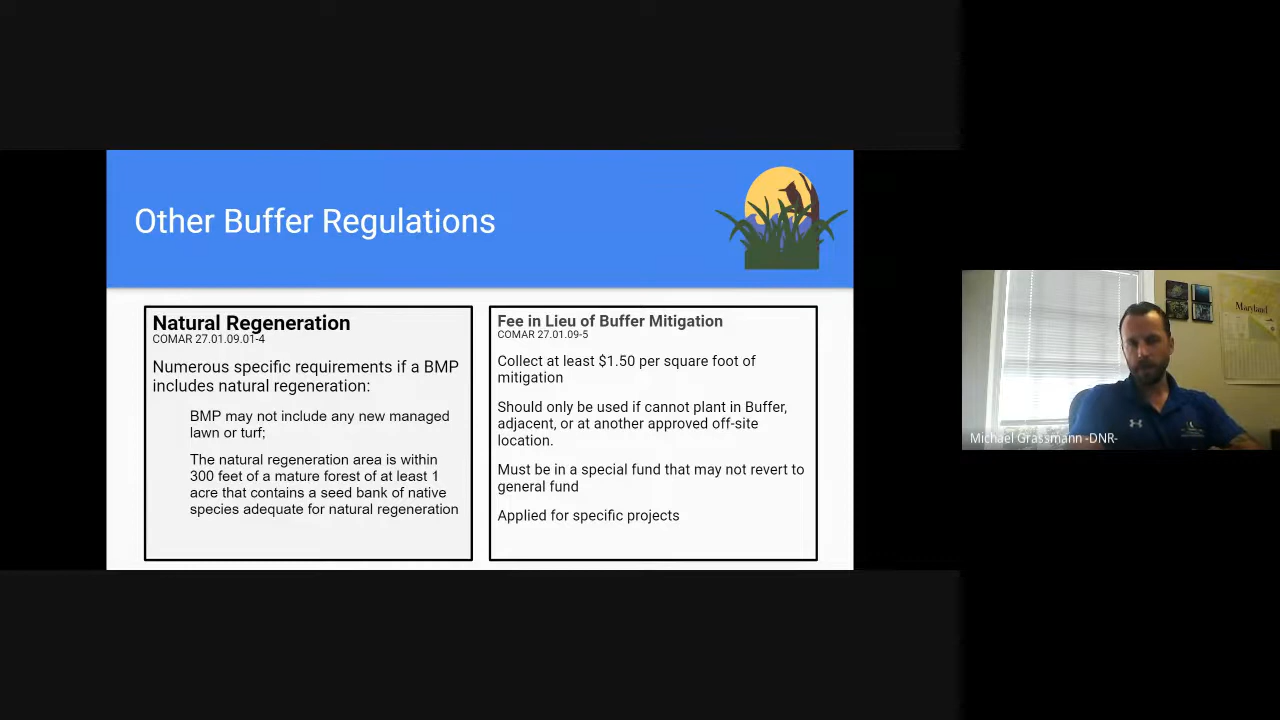 Other Buffer Regulations
Natural Regeneration
COMAR 27.01.09.01-4
Numerous specific requirements if a BMP
includes natural regeneration:
BMP may not include any new managed
lawn or turf;
The natural regeneration area is within
300 feet of a mature forest of at least 1
acre that contains a seed bank of native
species adequate for natural regeneration
Fee in Lieu of Buffer Mitigation
COMAR 27.01.09-5
Collect at least $1.50 per square foot of
mitigation
Should only be used if cannot plant in Buffer,
adjacent, or at another approved off-site
location.
Must be in a special fund that may not revert to
general fund
Applied for specific projects
Maryland
Michael Grassmann -DNR-